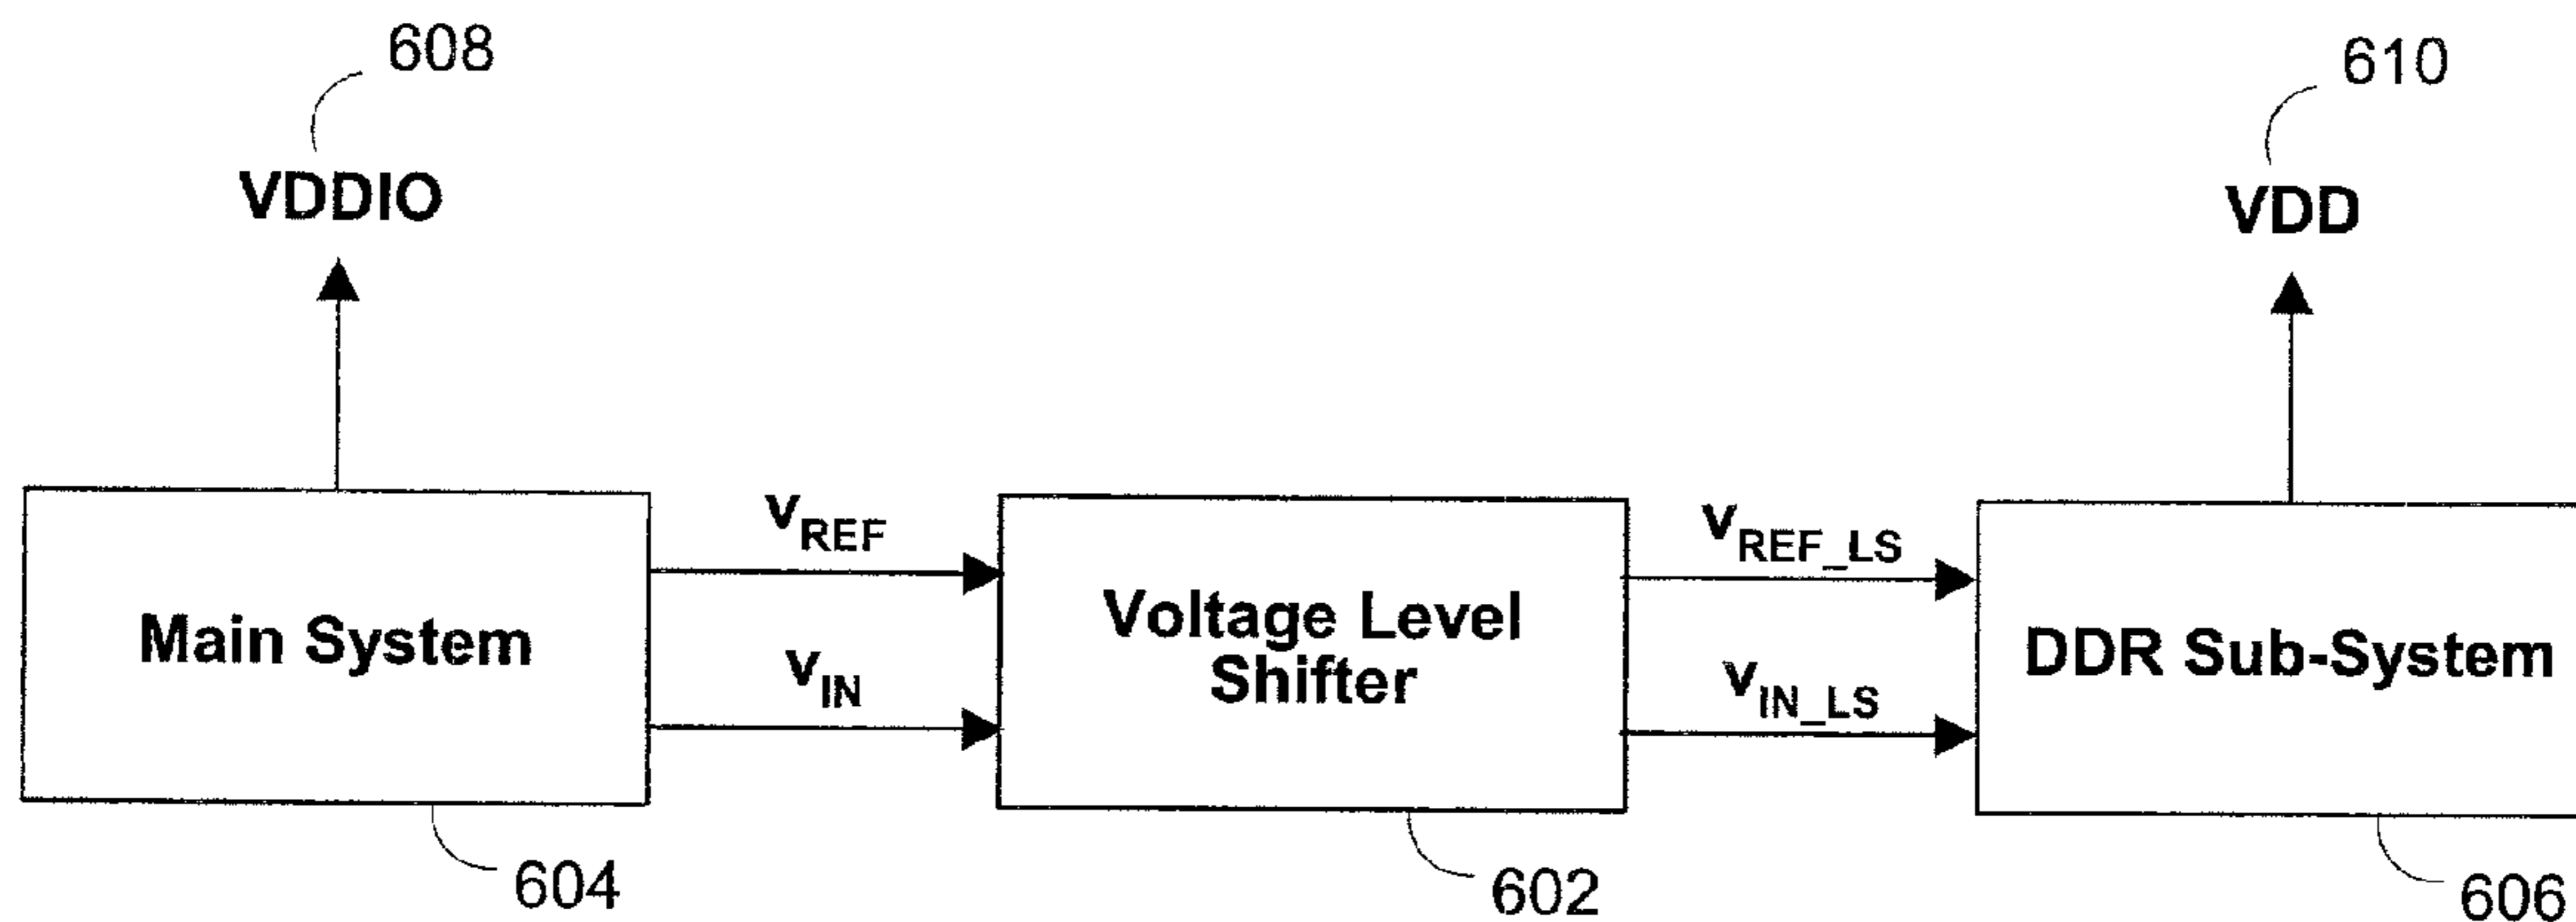 608
VDDIO
610
VDD
Main System
604
VREF
VIN
Voltage Level
Shifter
602
VREF_LS
VIN_LS
DDR Sub-System
606